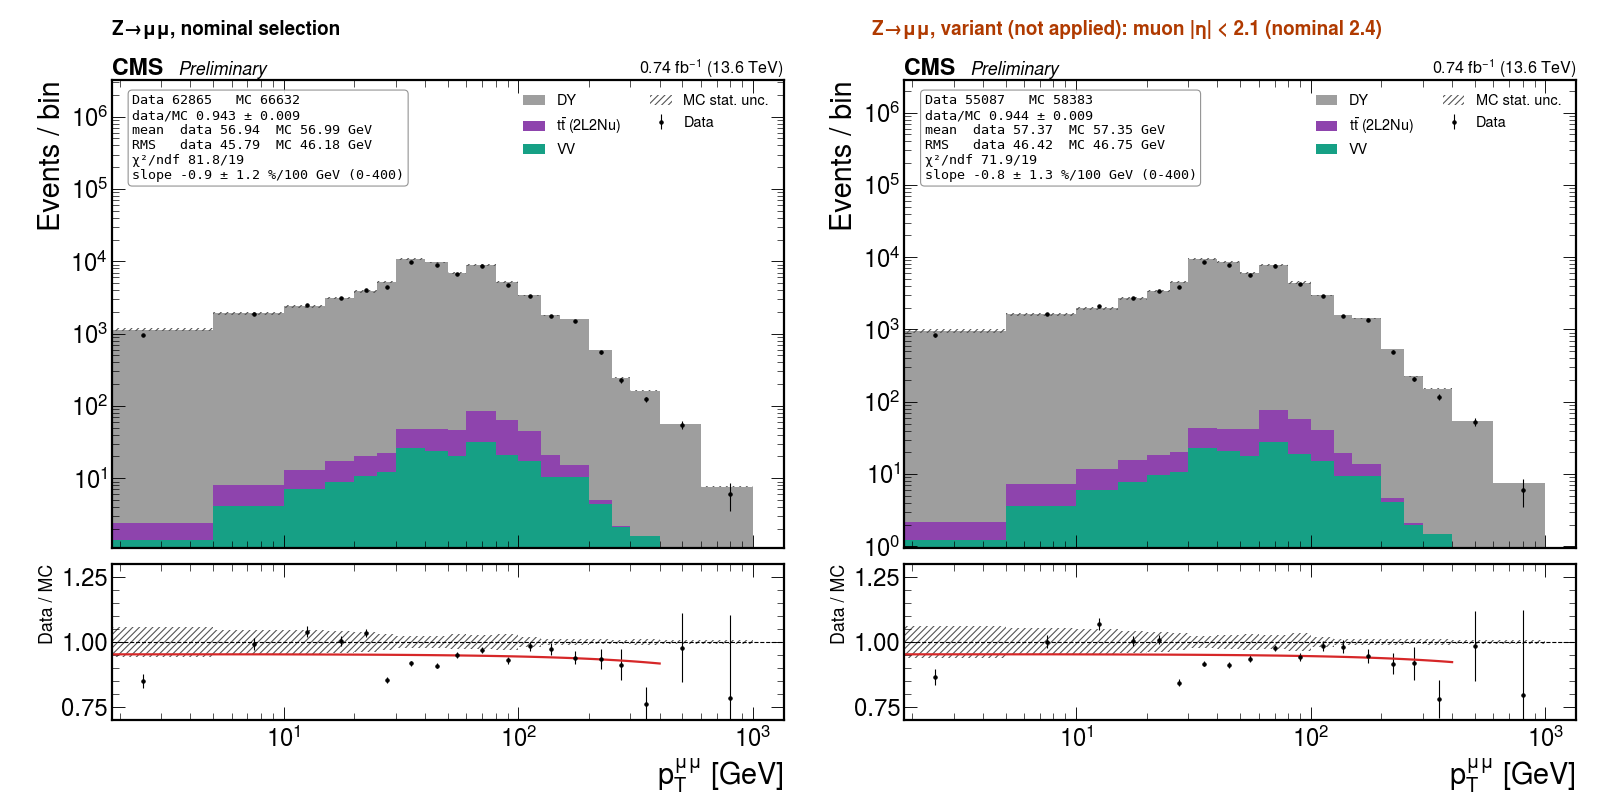 Z→μμ, nominal selection
CMS Preliminary
0.74 fb⁻¹ (13.6 TeV)
Events / bin
10⁶
10⁵
10⁴
10³
10²
10¹
Data 62865   MC 66632
data/MC 0.943 ± 0.009
mean  data 56.94  MC 56.99 GeV
RMS   data 45.79  MC 46.18 GeV
χ²/ndf 81.8/19
slope -0.9 ± 1.2 %/100 GeV (0-400)
DY
tt̄ (2L2Nu)
VV
MC stat. unc.
Data
Data / MC
1.25
1.00
0.75
10¹ 10² 10³
p_T^μμ [GeV]
Z→μμ, variant (not applied): muon |η| < 2.1 (nominal 2.4)
CMS Preliminary
0.74 fb⁻¹ (13.6 TeV)
Events / bin
10⁶
10⁵
10⁴
10³
10²
10¹
10⁰
Data 55087   MC 58383
data/MC 0.944 ± 0.009
mean  data 57.37  MC 57.35 GeV
RMS   data 46.42  MC 46.75 GeV
χ²/ndf 71.9/19
slope -0.8 ± 1.3 %/100 GeV (0-400)
DY
tt̄ (2L2Nu)
VV
MC stat. unc.
Data
Data / MC
1.25
1.00
0.75
10¹ 10² 10³
p_T^μμ [GeV]